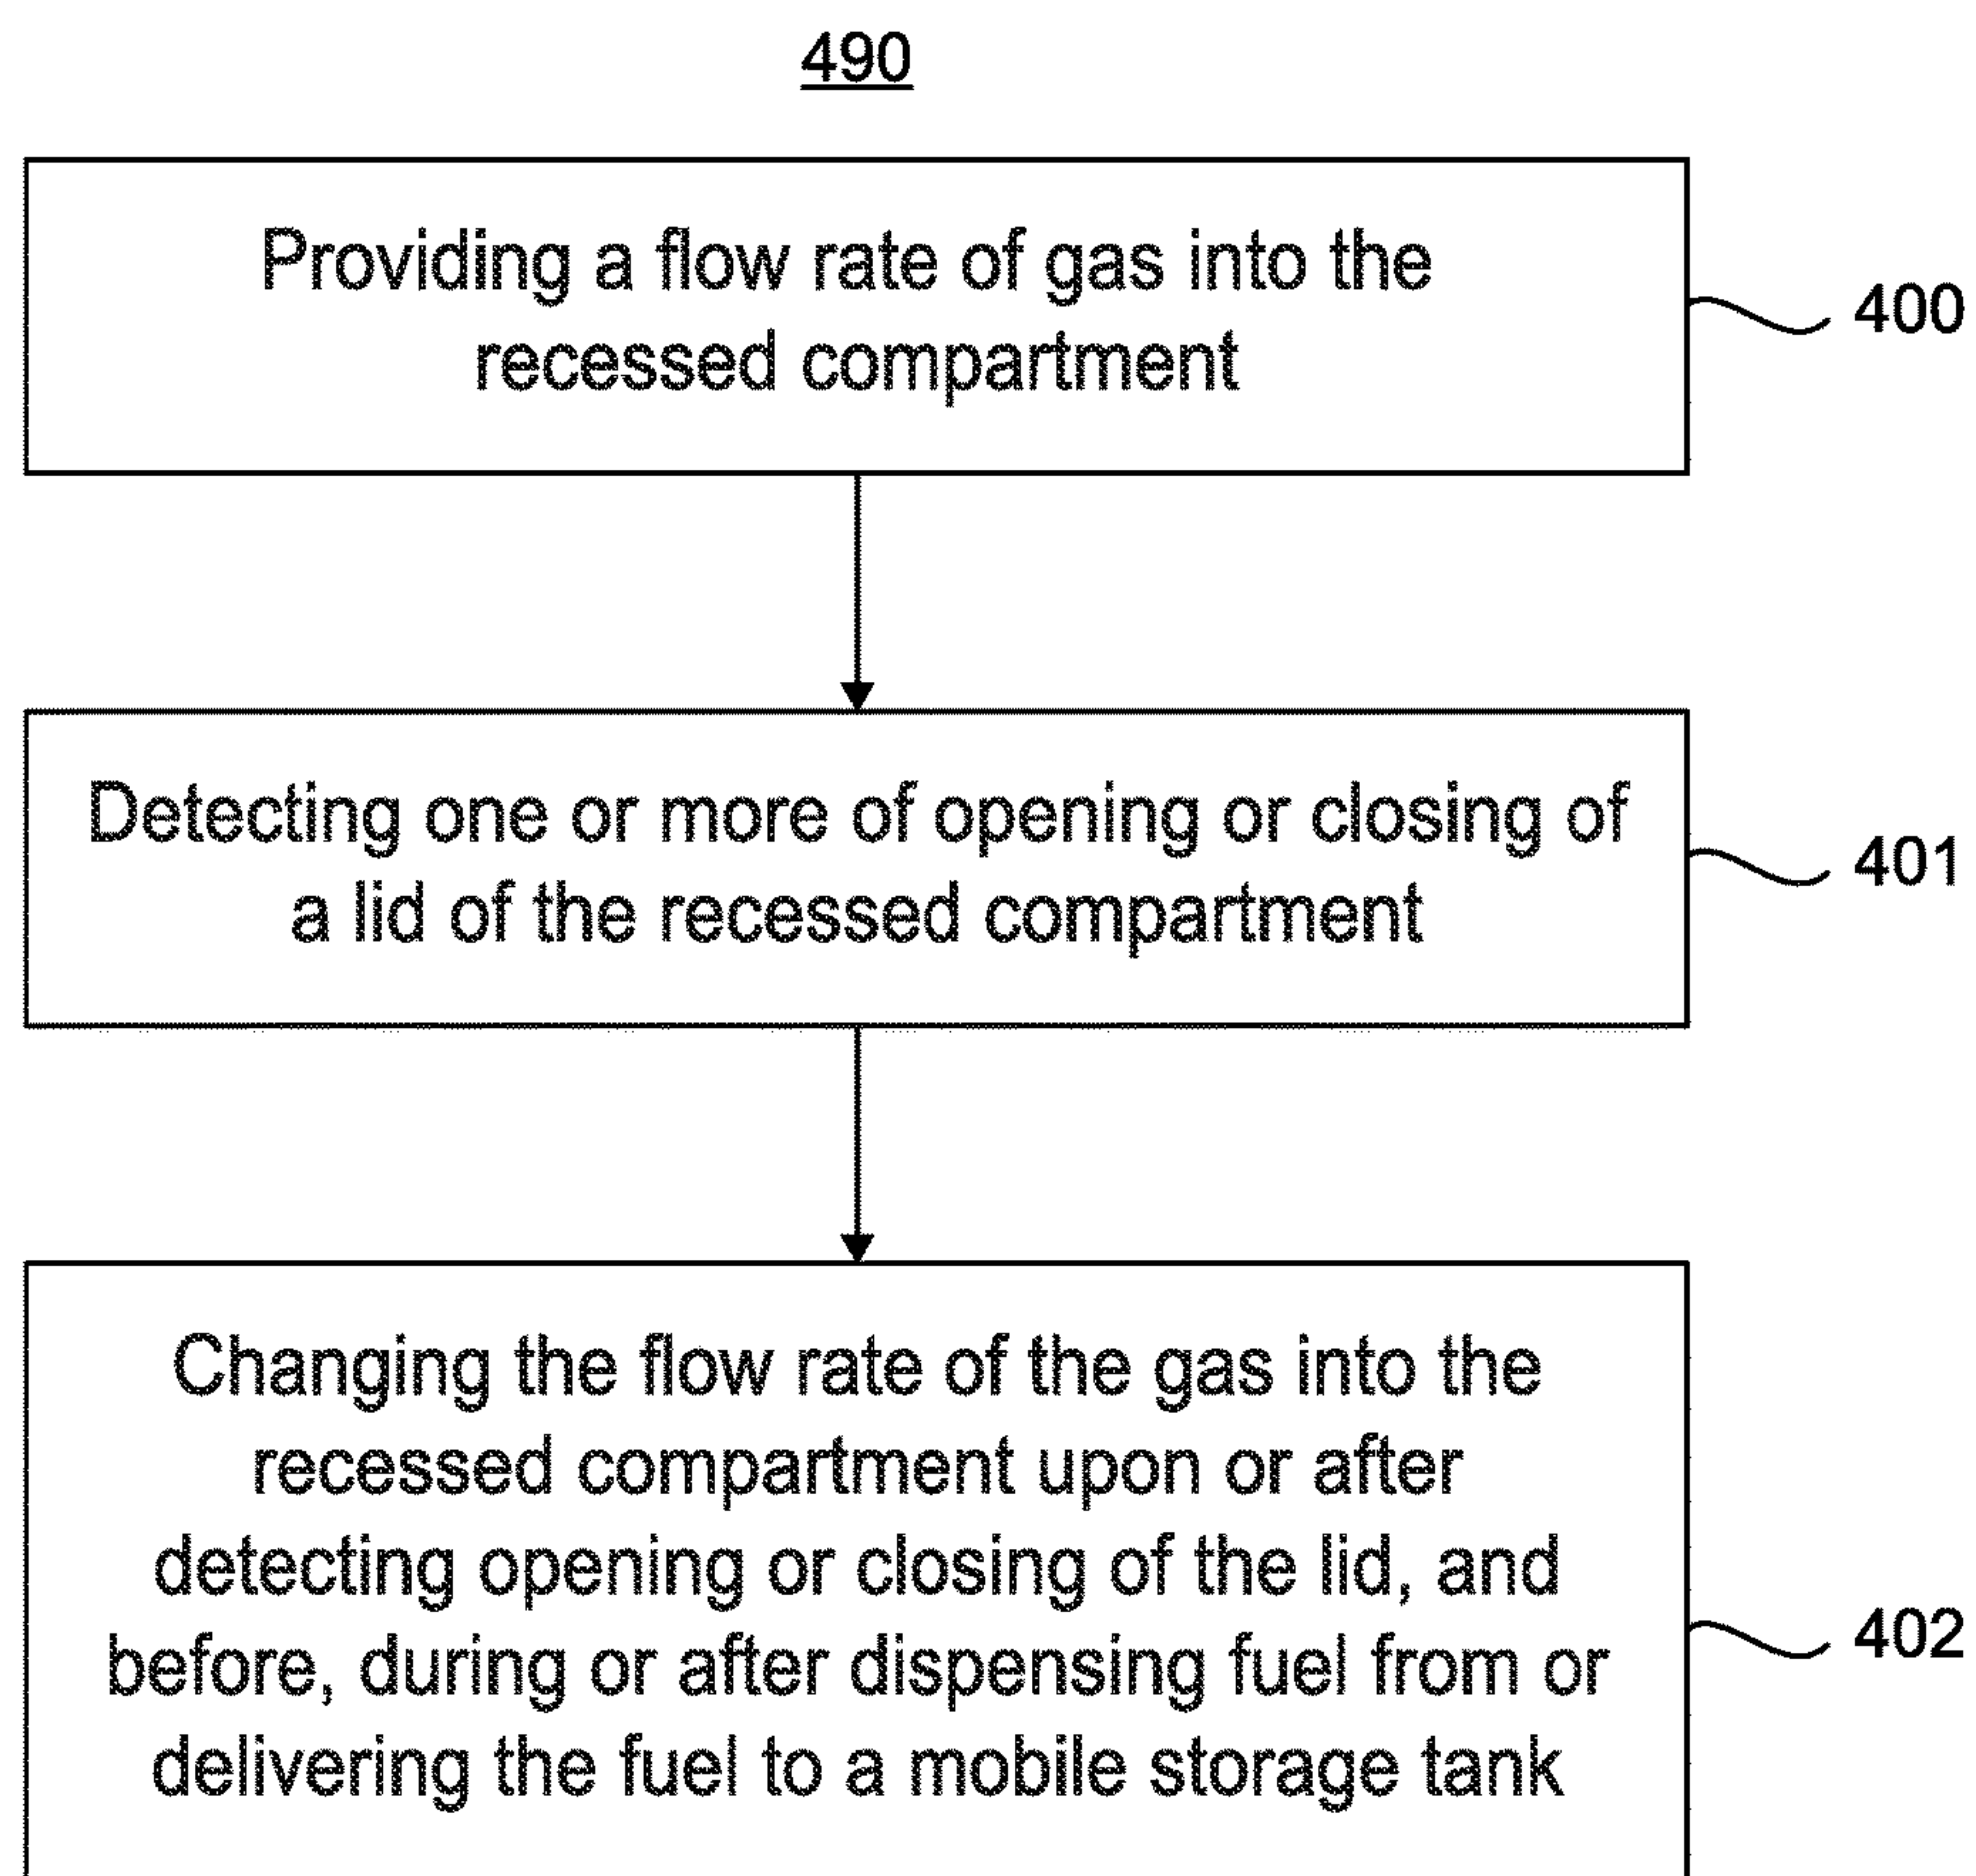 490
Providing a flow rate of gas into the
recessed compartment
400
Detecting one or more of opening or closing of
a lid of the recessed compartment
401
Changing the flow rate of the gas into the
recessed compartment upon or after
detecting opening or closing of the lid, and
before, during or after dispensing fuel from or
delivering the fuel to a mobile storage tank
402